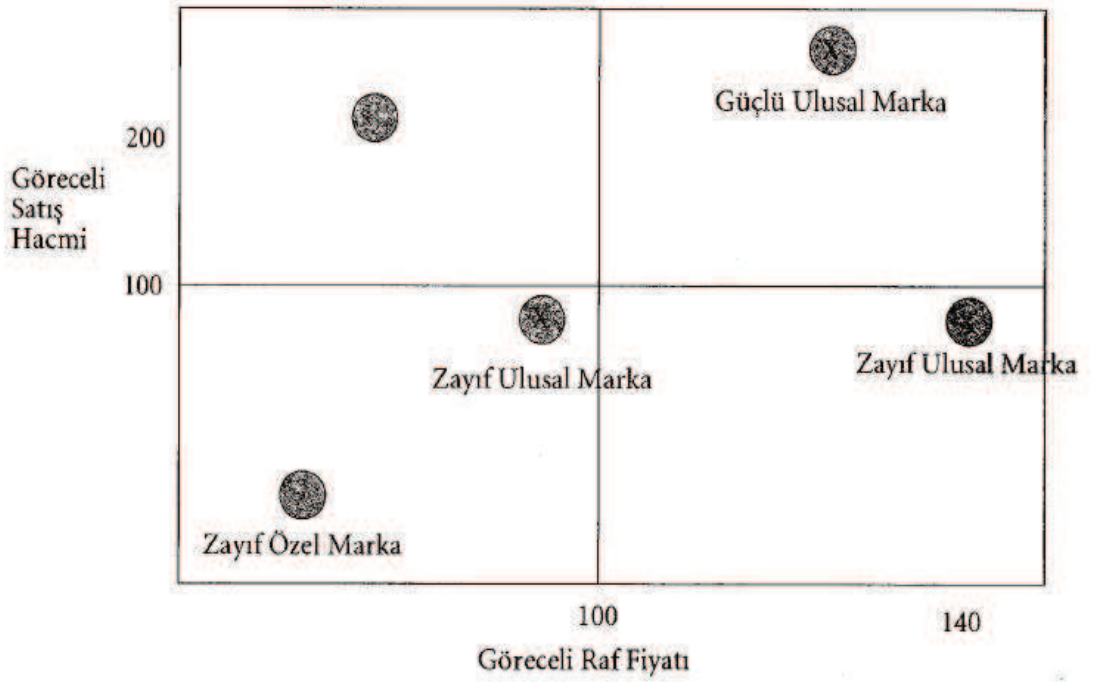 Güçlü Ulusal Marka
200
Göreceli
Satış
Hacmi
100
Zayıf Ulusal Marka
Zayıf Ulusal Marka
Zayıf Özel Marka
100
140
Göreceli Raf Fiyatı